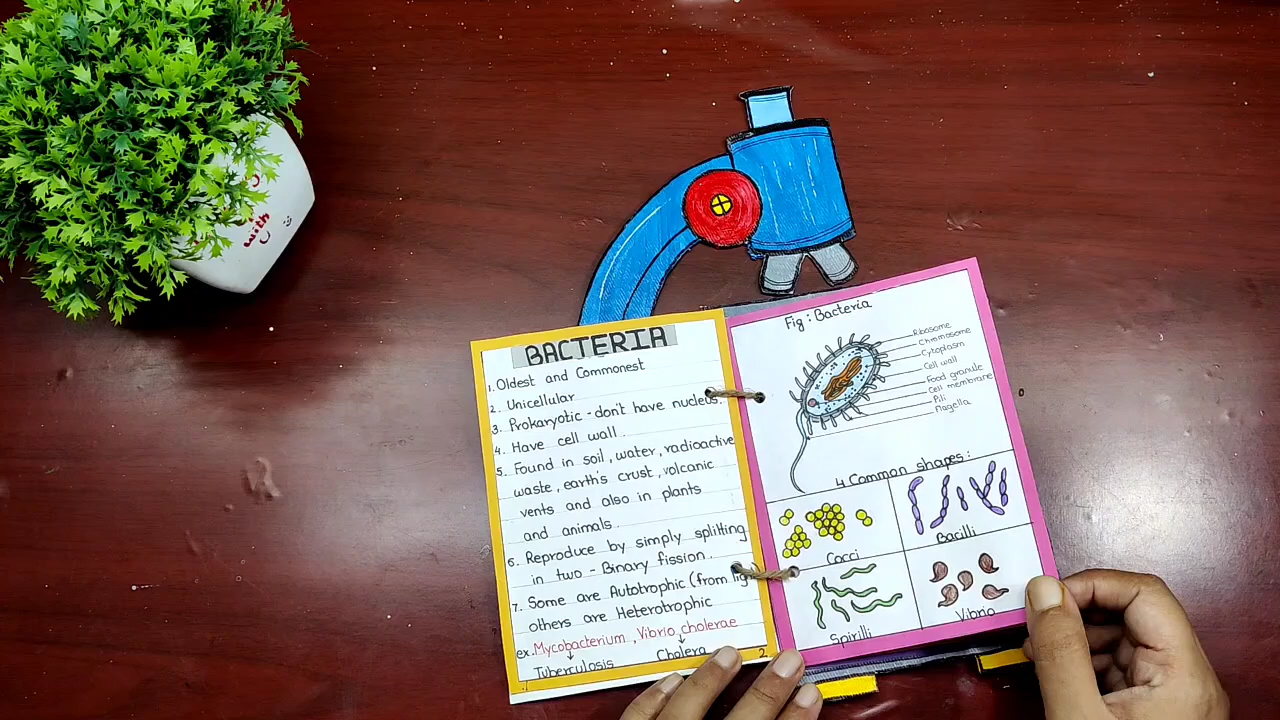 with
BACTERIA
1. Oldest and Commonest
2. Unicellular
3. Prokaryotic - don't have nucleus.
4. Have cell wall.
5. Found in soil, water, radioactive
waste, earth's crust, volcanic
vents and also in plants
and animals.
6. Reproduce by simply splitting
in two - Binary fission.
7. Some are Autotrophic (from
others are Heterotrophic
ex. Mycobacterium, Vibrio cholerae
Tuberculosis Cholera
2
Fig : Bacteria
Ribosome
Chromosome
Cytoplasm
Cell wall
Food granule
Cell membrane
Pili
flagella
4 Common shapes :
Cocci
Bacilli
Spirilli
Vibrio